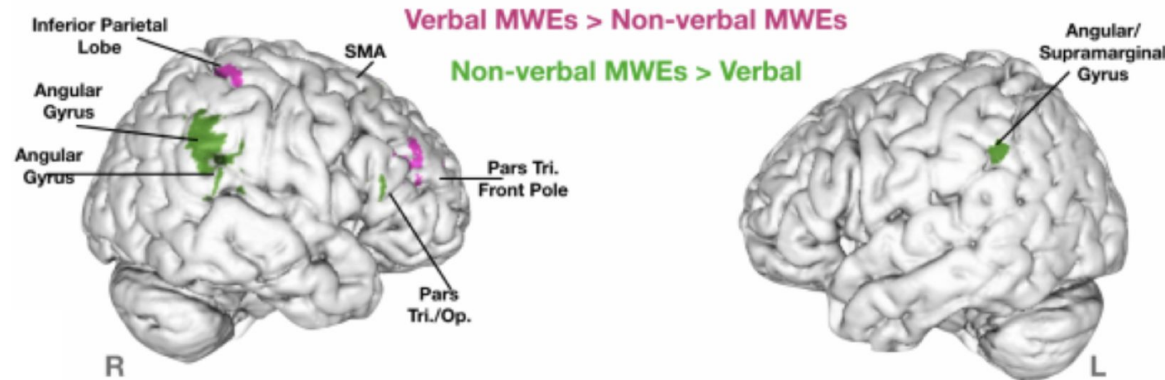 Verbal MWEs > Non-verbal MWEs
Non-verbal MWEs > Verbal
Inferior Parietal
Lobe
SMA
Angular
Gyrus
Angular
Gyrus
Pars Tri.
Front Pole
Pars
Tri./Op.
R
Angular/
Supramarginal
Gyrus
L